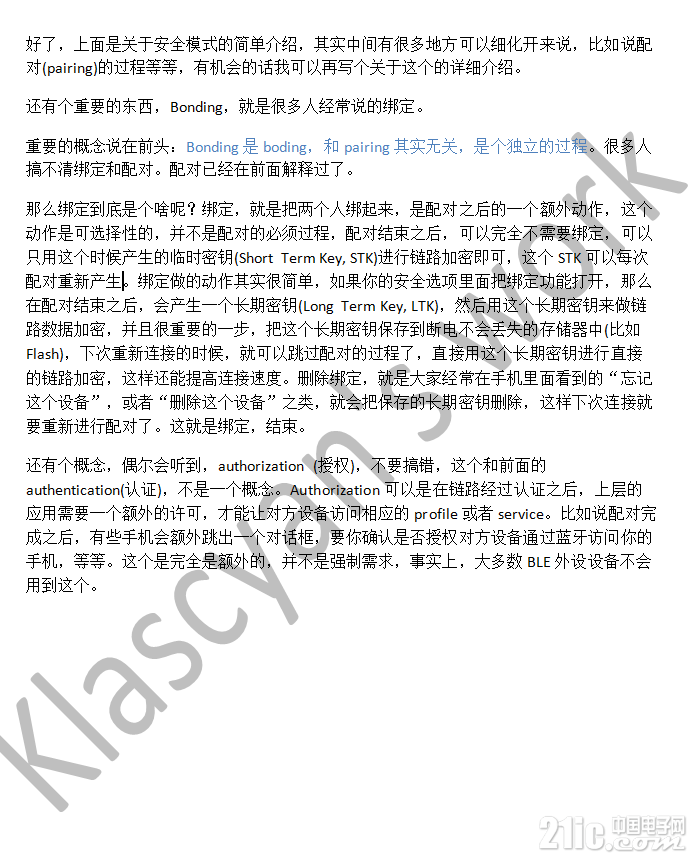 好了，上面是关于安全模式的简单介绍，其实中间有很多地方可以细化开来说，比如说配
对(pairing)的过程等等，有机会的话我可以再写个关于这个的详细介绍。
还有个重要的东西，Bonding，就是很多人经常说的绑定。
重要的概念说在前头：Bonding 是 boding，和 pairing 其实无关，是个独立的过程。很多人
搞不清绑定和配对。配对已经在前面解释过了。
那么绑定到底是个啥呢？绑定，就是把两个人绑起来，是配对之后的一个额外动作，这个
动作是可选择性的，并不是配对的必须过程，配对结束之后，可以完全不需要绑定，可以
只用这个时候产生的临时密钥(Short Term Key, STK)进行链路加密即可，这个 STK 可以每次
配对重新产生。绑定做的动作其实很简单，如果你的安全选项里面把绑定功能打开，那么
在配对结束之后，会产生一个长期密钥(Long Term Key, LTK)，然后用这个长期密钥来做链
路数据加密，并且很重要的一步，把这个长期密钥保存到断电不会丢失的存储器中(比如
Flash)，下次重新连接的时候，就可以跳过配对的过程了，直接用这个长期密钥进行直接
的链路加密，这样还能提高连接速度。删除绑定，就是大家经常在手机里面看到的“忘记
这个设备”，或者“删除这个设备”之类，就会把保存的长期密钥删除，这样下次连接就
要重新进行配对了。这就是绑定，结束。
还有个概念，偶尔会听到，authorization (授权)，不要搞错，这个和前面的
authentication(认证)，不是一个概念。Authorization 可以是在链路经过认证之后，上层的
应用需要一个额外的许可，才能让对方设备访问相应的 profile 或者 service。比如说配对完
成之后，有些手机会额外跳出一个对话框，要你确认是否授权对方设备通过蓝牙访问你的
手机，等等。这个是完全是额外的，并不是强制需求，事实上，大多数 BLE 外设设备不会
用到这个。
Klascyan's work
21ic 中国电子网
.com